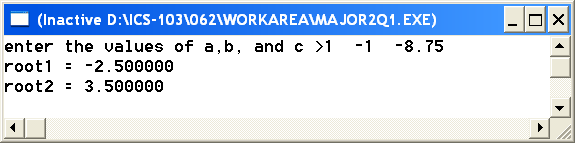 (Inactive D:\ICS-103\062\WORKAREA\MAJOR2Q1.EXE)
enter the values of a,b, and c >1  -1  -8.75
root1 = -2.500000
root2 = 3.500000